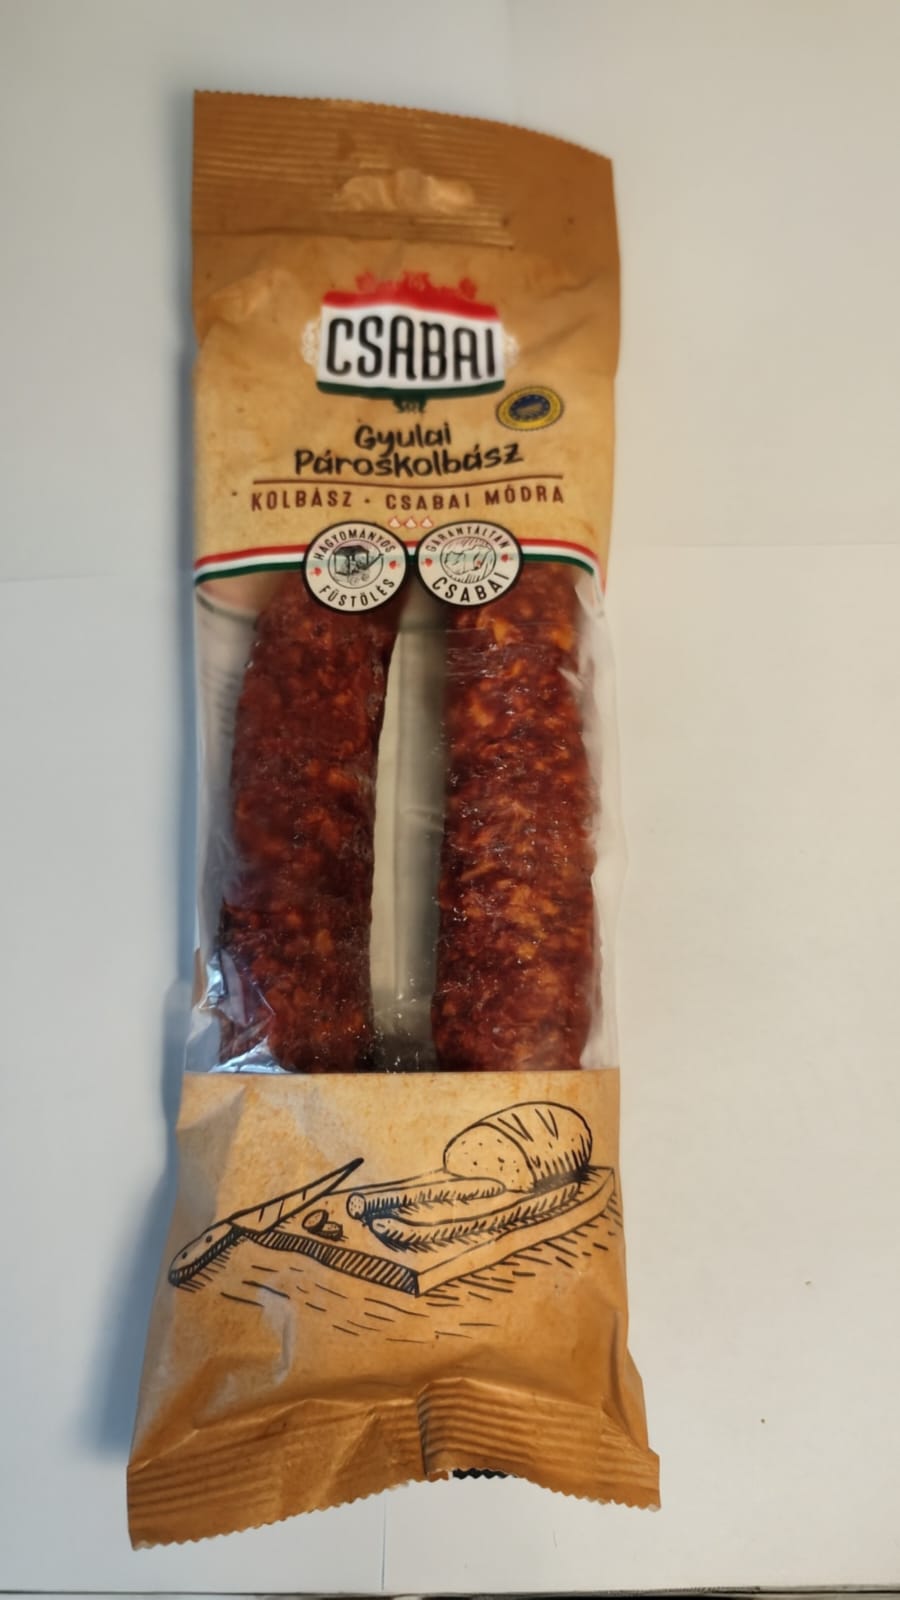 CSABAI
Gyulai
Pároskolbász
KOLBÁSZ · CSABAI MÓDRA
HAGYOMÁNYOS
FÜSTÖLÉS
GARANTÁLTAN
CSABAI